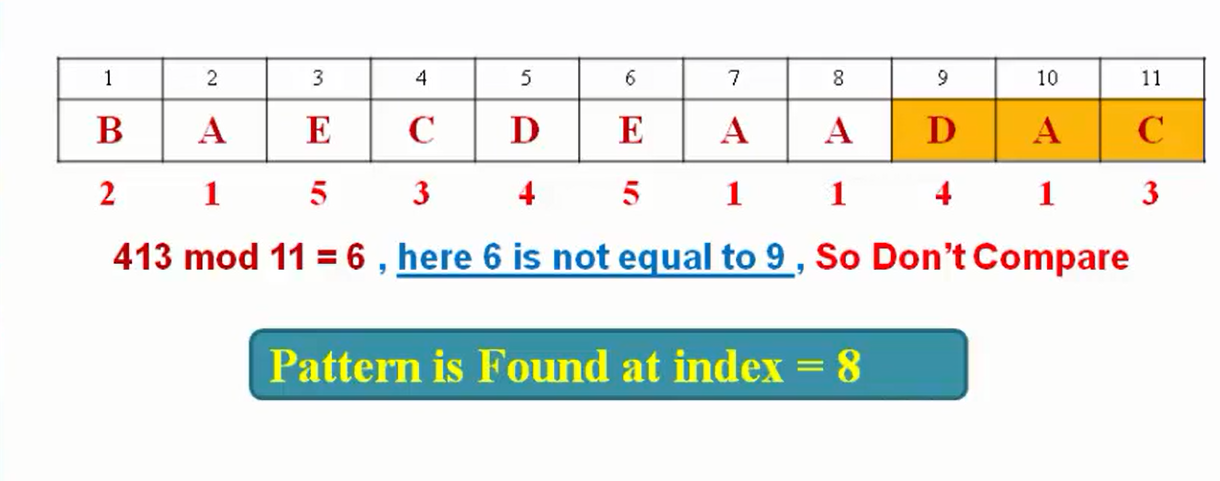 1 2 3 4 5 6 7 8 9 10 11
B A E C D E A A D A C
2 1 5 3 4 5 1 1 4 1 3
413 mod 11 = 6 , here 6 is not equal to 9 , So Don't Compare
Pattern is Found at index = 8